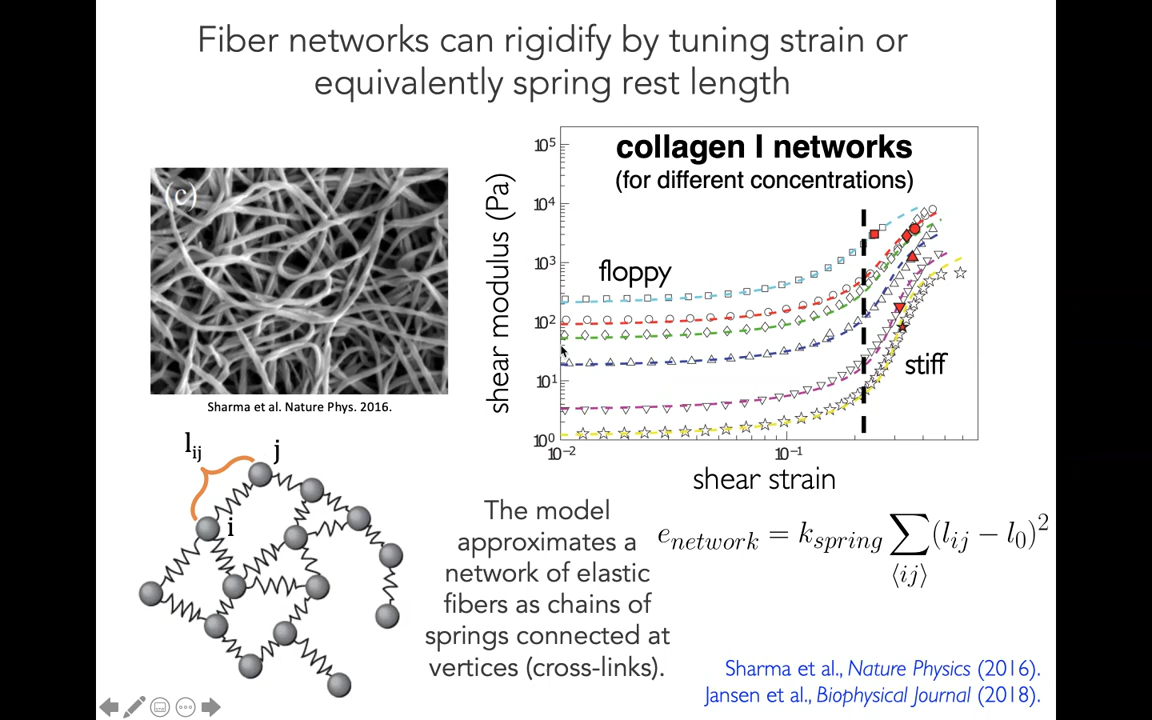 Fiber networks can rigidify by tuning strain or
equivalently spring rest length
(c)
Sharma et al. Nature Phys. 2016.
collagen I networks
(for different concentrations)
floppy
stiff
shear modulus (Pa)
10⁵
10⁴
10³
10²
10¹
10⁰
10⁻²
10⁻¹
shear strain
l_ij
j
i
The model
approximates a
network of elastic
fibers as chains of
springs connected at
vertices (cross-links).
e_network = k_spring ∑_⟨ij⟩ (l_ij − l_0)²
Sharma et al., Nature Physics (2016).
Jansen et al., Biophysical Journal (2018).